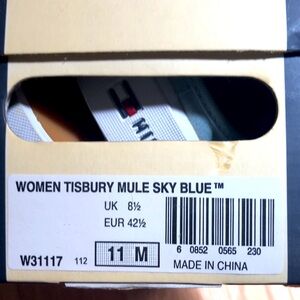 WOMEN TISBURY MULE SKY BLUE™
UK 8½
EUR 42½
W31117 112 11 M
6 0852 0565 230
MADE IN CHINA